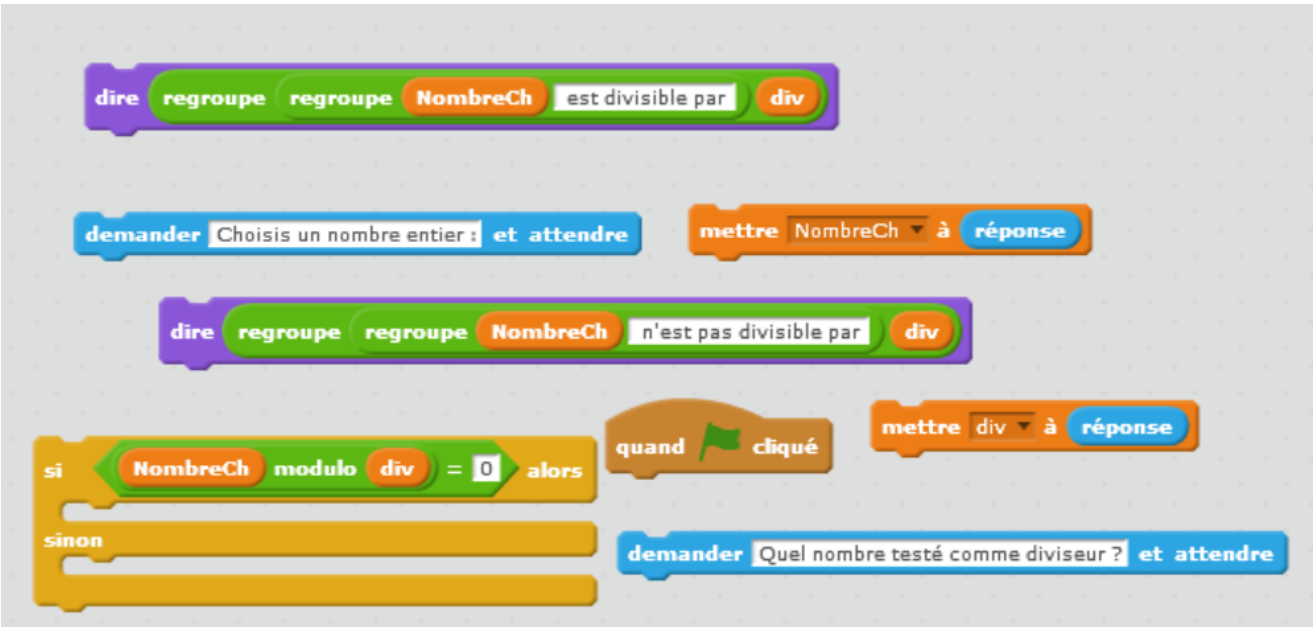 dire regroupe regroupe NombreCh est divisible par div
demander Choisis un nombre entier : et attendre
mettre NombreCh à réponse
dire regroupe regroupe NombreCh n'est pas divisible par div
quand cliqué
mettre div à réponse
si NombreCh modulo div = 0 alors
sinon
demander Quel nombre testé comme diviseur ? et attendre